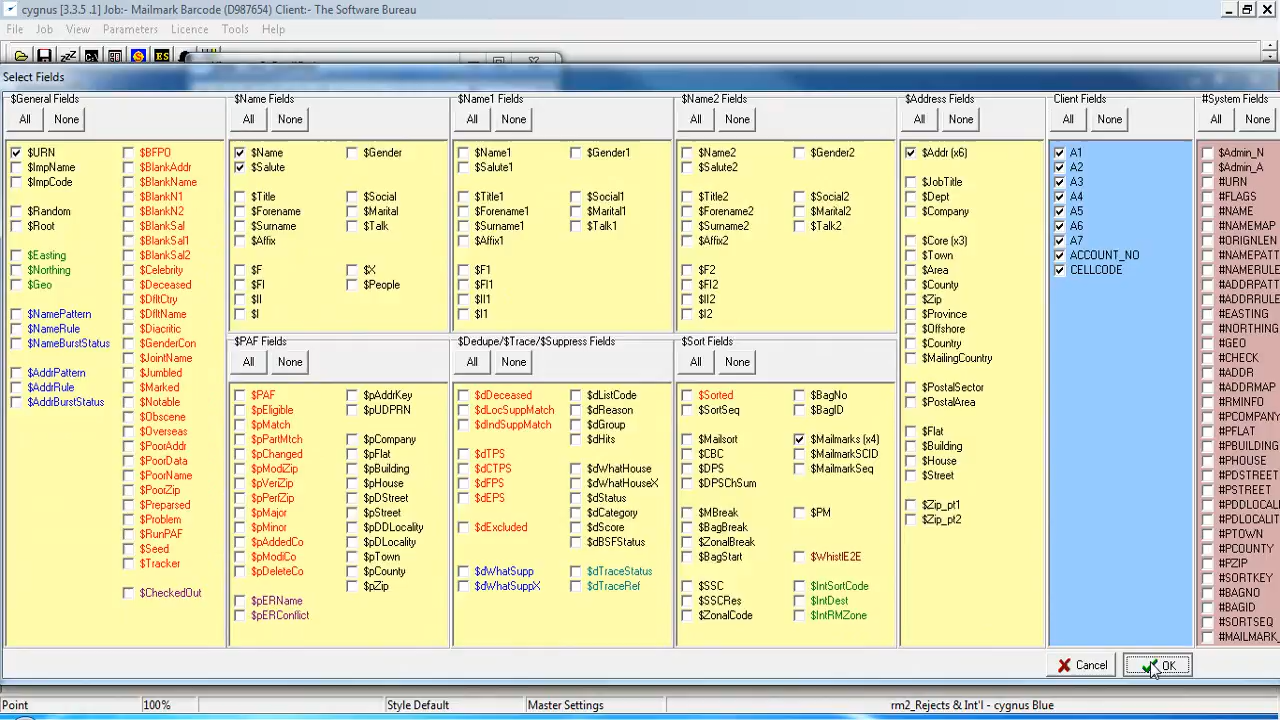 cygnus [3.3.5 .1] Job:- Mailmark Barcode (D987654) Client:- The Software Bureau
File Job View Parameters Licence Tools Help
Select Fields
$General Fields
All None
$URN
$ImpName
$ImpCode
$Random
$Root
$Easting
$Northing
$Geo
$NamePattern
$NameRule
$NameBurstStatus
$AddrPattern
$AddrRule
$AddrBurstStatus
$BFPO
$BlankAddr
$BlankName
$BlankN1
$BlankN2
$BlankSal
$BlankSal1
$BlankSal2
$Celebrity
$Deceased
$DfltCtry
$DfltName
$Diacritic
$GenderCon
$JointName
$Jumbled
$Marked
$Notable
$Obscene
$Overseas
$PoorAddr
$PoorData
$PoorName
$PoorZip
$Preparsed
$Problem
$RunPAF
$Seed
$Tracker
$CheckedOut
$Name Fields
All None
$Name
$Salute
$Title
$Forename
$Surname
$Affix
$F
$FI
$II
$I
$Gender
$Social
$Marital
$Talk
$X
$People
$Name1 Fields
All None
$Name1
$Salute1
$Title1
$Forename1
$Surname1
$Affix1
$F1
$FI1
$II1
$I1
$Gender1
$Social1
$Marital1
$Talk1
$Name2 Fields
All None
$Name2
$Salute2
$Title2
$Forename2
$Surname2
$Affix2
$F2
$FI2
$II2
$I2
$Gender2
$Social2
$Marital2
$Talk2
$PAF Fields
All None
$PAF
$pEligible
$pMatch
$pPartMtch
$pChanged
$pModiZip
$pVeriZip
$pPerfZip
$pMajor
$pMinor
$pAddedCo
$pModiCo
$pDeleteCo
$pERName
$pERConflict
$pAddrKey
$pUDPRN
$pCompany
$pFlat
$pBuilding
$pHouse
$pDStreet
$pStreet
$pDDLocality
$pDLocality
$pTown
$pCounty
$pZip
$Dedupe/$Trace/$Suppress Fields
All None
$dDeceased
$dLocSuppMatch
$dIndSuppMatch
$dTPS
$dCTPS
$dFPS
$dEPS
$dExcluded
$dWhatSupp
$dWhatSuppX
$dListCode
$dReason
$dGroup
$dHits
$dWhatHouse
$dWhatHouseX
$dStatus
$dCategory
$dScore
$dBSFStatus
$dTraceStatus
$dTraceRef
$Sort Fields
All None
$Sorted
$SortSeq
$Mailsort
$CBC
$DPS
$DPSChSum
$MBreak
$BagBreak
$ZonalBreak
$BagStart
$SSC
$SSCRes
$ZonalCode
$BagNo
$BagID
$Mailmarks (x4)
$MailmarkSCID
$MailmarkSeq
$PM
$WhistlE2E
$IntSortCode
$IntDest
$IntRMZone
$Address Fields
All None
$Addr (x6)
$JobTitle
$Dept
$Company
$Core (x3)
$Town
$Area
$County
$Zip
$Province
$Offshore
$Country
$MailingCountry
$PostalSector
$PostalArea
$Flat
$Building
$House
$Street
$Zip_pt1
$Zip_pt2
Client Fields
All None
A1
A2
A3
A4
A5
A6
A7
ACCOUNT_NO
CELLCODE
#System Fields
All None
$Admin_N
$Admin_A
#URN
#FLAGS
#NAME
#NAMEMAP
#ORIGNLEN
#NAMEPATT
#NAMERULE
#ADDRPATT
#ADDRRULE
#EASTING
#NORTHING
#GEO
#CHECK
#ADDR
#ADDRMAP
#RMINFO
#PCOMPANY
#PFLAT
#PBUILDING
#PHOUSE
#PDSTREET
#PSTREET
#PDDLOCAL
#PDLOCALI
#PTOWN
#PCOUNTY
#PZIP
#SORTKEY
#BAGNO
#BAGID
#SORTSEQ
#MAILMARK_
Cancel OK
Point 100% Style Default Master Settings rm2_Rejects & Int'l - cygnus Blue